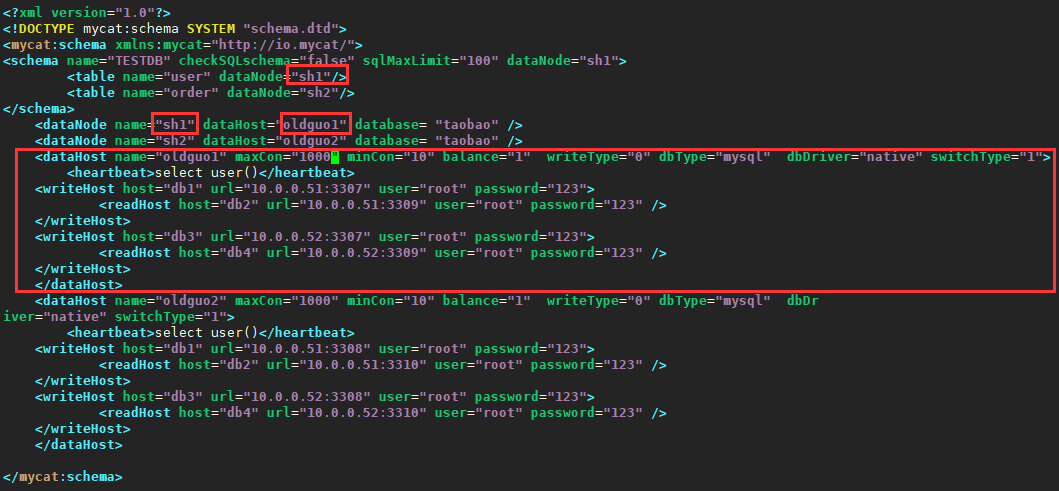 <?xml version="1.0"?>
<!DOCTYPE mycat:schema SYSTEM "schema.dtd">
<mycat:schema xmlns:mycat="http://io.mycat/">
<schema name="TESTDB" checkSQLschema="false" sqlMaxLimit="100" dataNode="sh1">
        <table name="user" dataNode="sh1"/>
        <table name="order" dataNode="sh2"/>
</schema>
    <dataNode name="sh1" dataHost="oldguo1" database= "taobao" />
    <dataNode name="sh2" dataHost="oldguo2" database= "taobao" />
    <dataHost name="oldguo1" maxCon="1000" minCon="10" balance="1"  writeType="0" dbType="mysql"  dbDriver="native" switchType="1">
        <heartbeat>select user()</heartbeat>
    <writeHost host="db1" url="10.0.0.51:3307" user="root" password="123">
            <readHost host="db2" url="10.0.0.51:3309" user="root" password="123" />
    </writeHost>
    <writeHost host="db3" url="10.0.0.52:3307" user="root" password="123">
            <readHost host="db4" url="10.0.0.52:3309" user="root" password="123" />
    </writeHost>
    </dataHost>
    <dataHost name="oldguo2" maxCon="1000" minCon="10" balance="1"  writeType="0" dbType="mysql"  dbDr
iver="native" switchType="1">
        <heartbeat>select user()</heartbeat>
    <writeHost host="db1" url="10.0.0.51:3308" user="root" password="123">
            <readHost host="db2" url="10.0.0.51:3310" user="root" password="123" />
    </writeHost>
    <writeHost host="db3" url="10.0.0.52:3308" user="root" password="123">
            <readHost host="db4" url="10.0.0.52:3310" user="root" password="123" />
    </writeHost>
    </dataHost>
</mycat:schema>